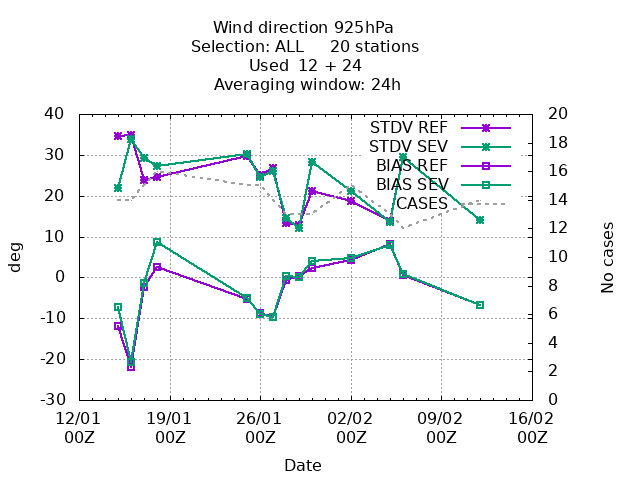 Wind direction 925hPa
Selection: ALL     20 stations
Used  12 + 24
Averaging window: 24h
STDV REF
STDV SEV
BIAS REF
BIAS SEV
CASES
deg
40
30
20
10
0
-10
-20
-30
No cases
20
18
16
14
12
10
8
6
4
2
0
12/01 19/01 26/01 02/02 09/02 16/02
00Z 00Z 00Z 00Z 00Z 00Z
Date